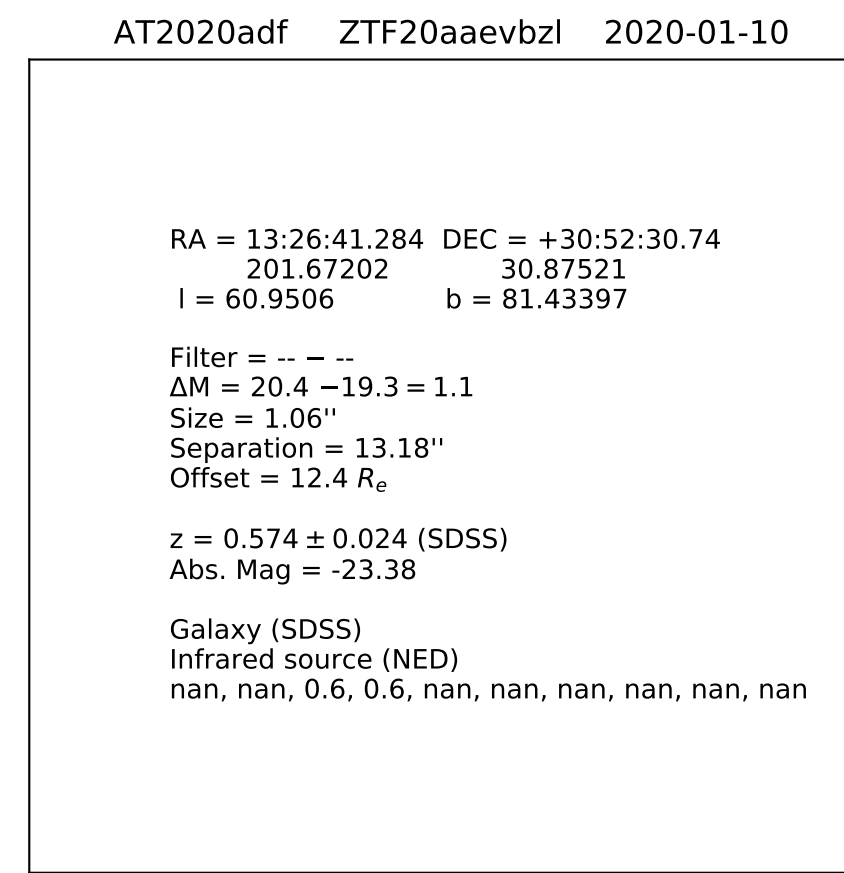 AT2020adf ZTF20aaevbzl 2020-01-10
RA = 13:26:41.284 DEC = +30:52:30.74
201.67202 30.87521
l = 60.9506 b = 81.43397
Filter = -- − --
ΔM = 20.4 −19.3 = 1.1
Size = 1.06''
Separation = 13.18''
Offset = 12.4 Rₑ
z = 0.574 ± 0.024 (SDSS)
Abs. Mag = -23.38
Galaxy (SDSS)
Infrared source (NED)
nan, nan, 0.6, 0.6, nan, nan, nan, nan, nan, nan